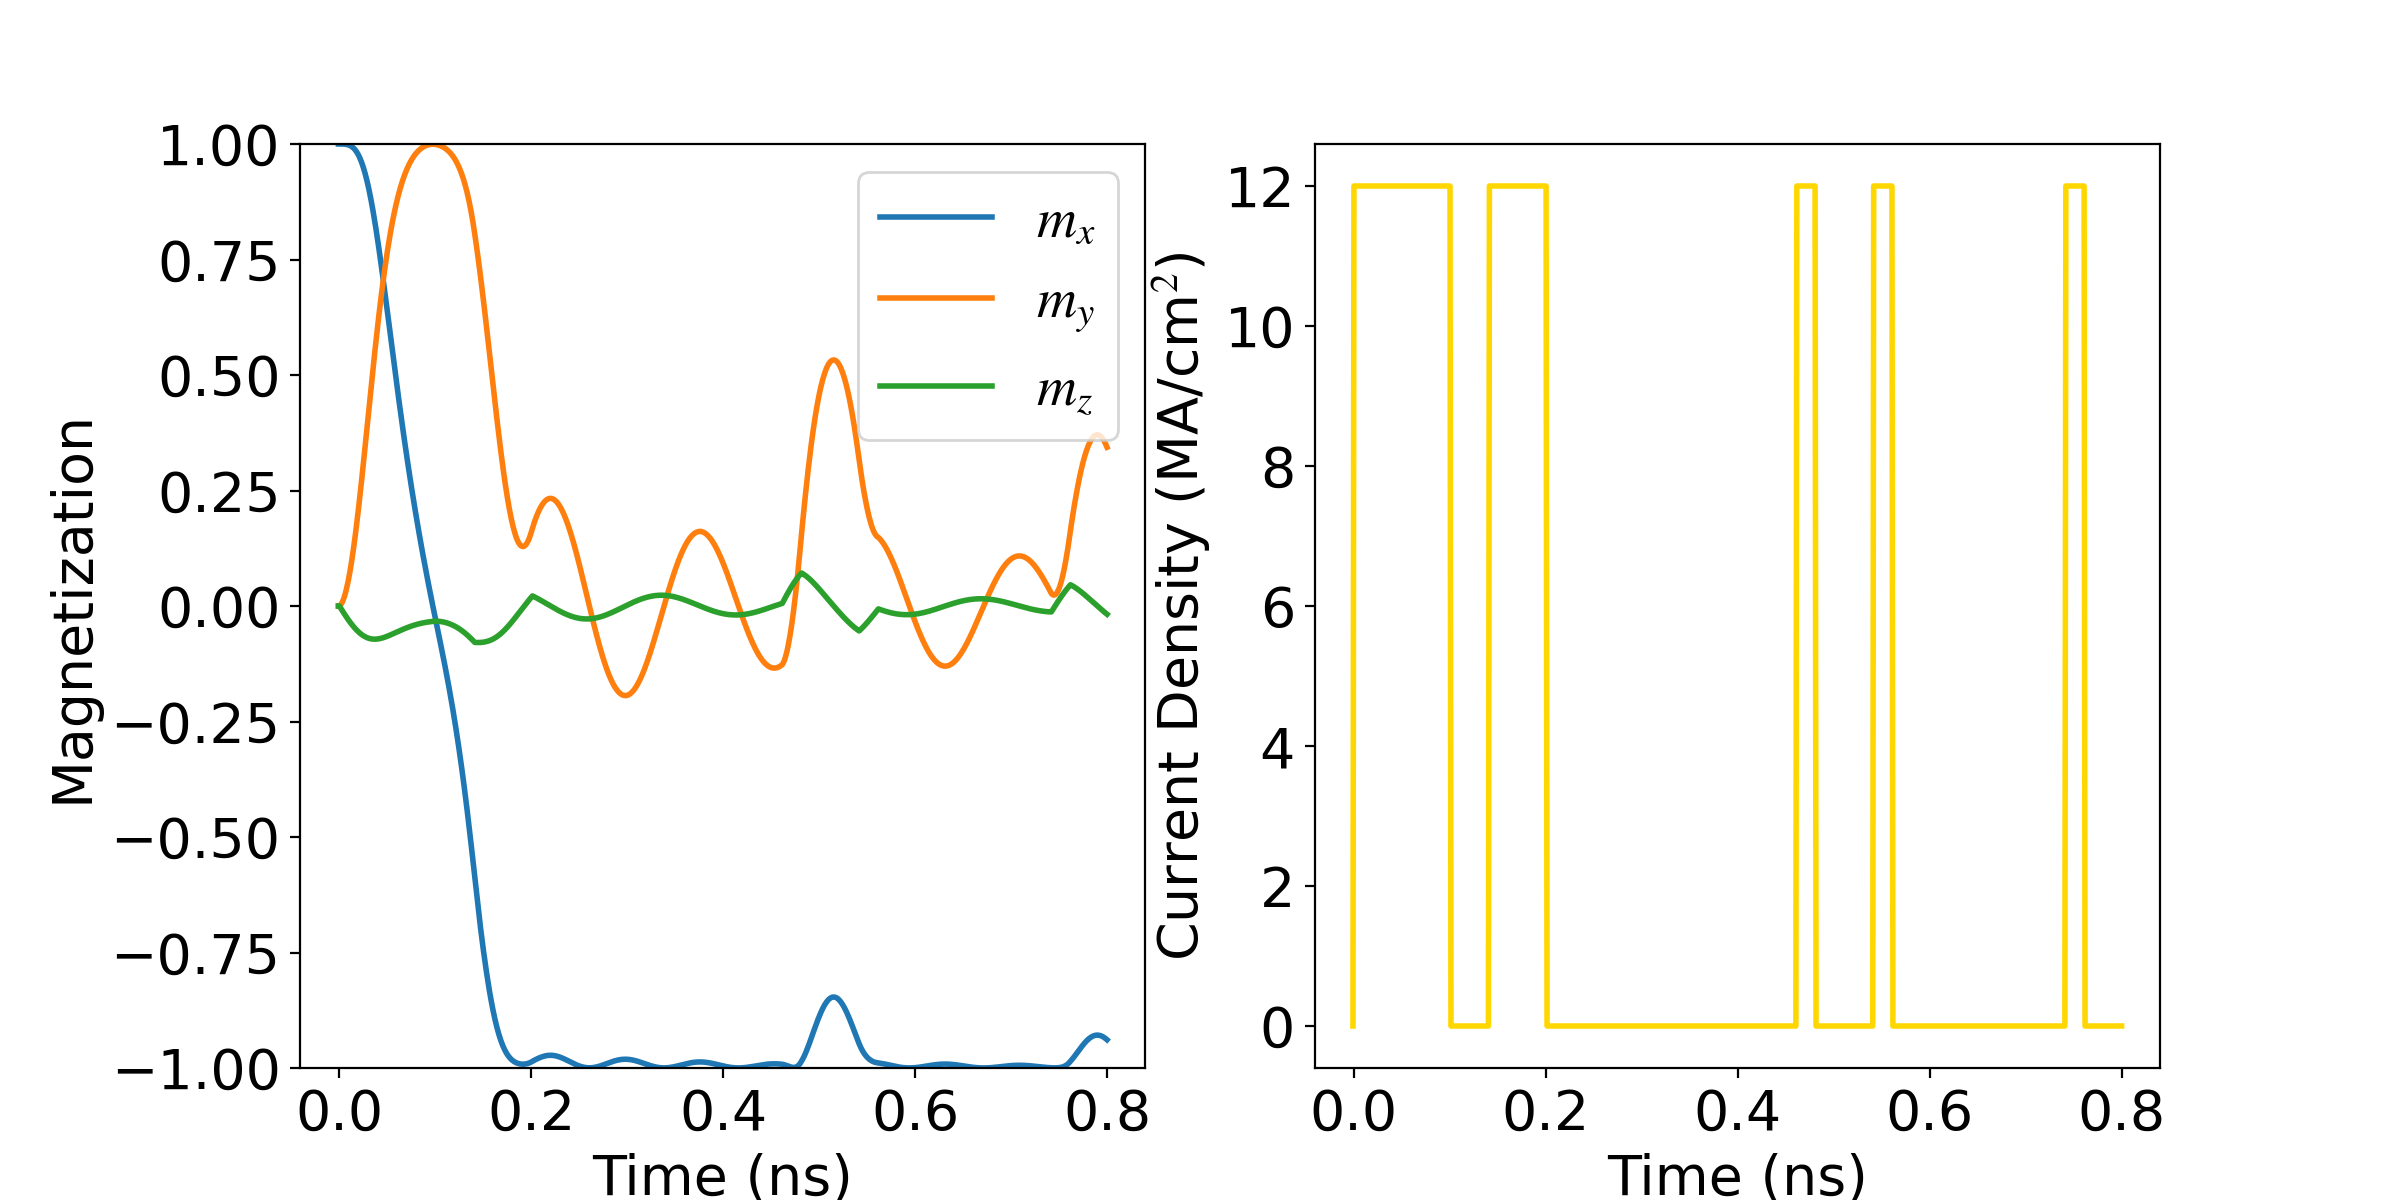 Magnetization
1.00
0.75
0.50
0.25
0.00
−0.25
−0.50
−0.75
−1.00
0.0 0.2 0.4 0.6 0.8
Time (ns)
m_x
m_y
m_z
Current Density (MA/cm²)
12
10
8
6
4
2
0
0.0 0.2 0.4 0.6 0.8
Time (ns)